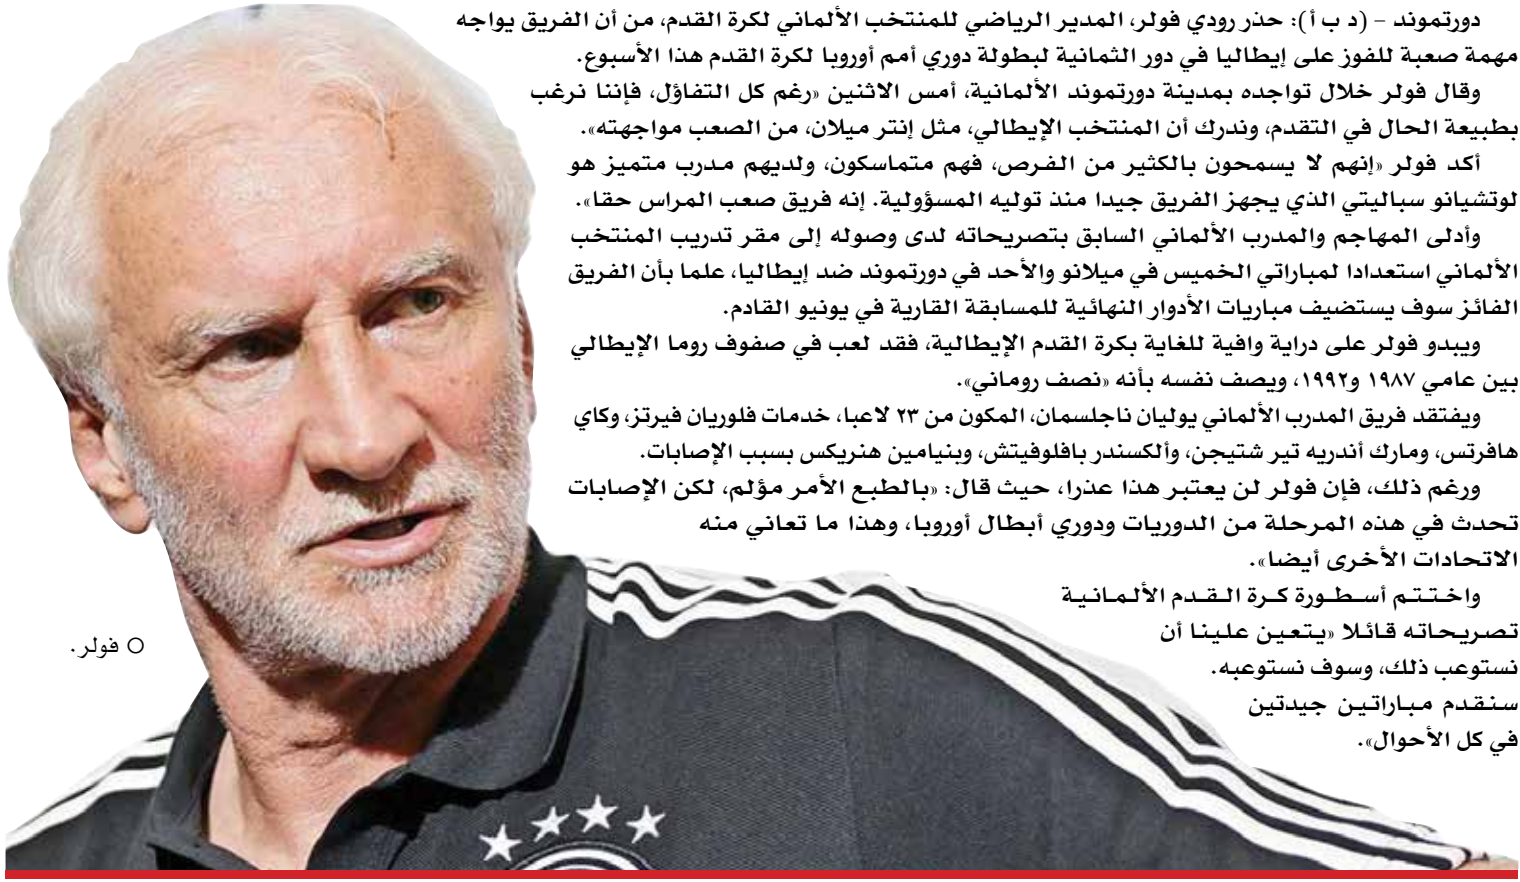 دورتموند – (د ب أ): حذر رودي فولر، المدير الرياضي للمنتخب الألماني لكرة القدم، من أن الفريق يواجه
مهمة صعبة للفوز على إيطاليا في دور الثمانية لبطولة دوري أمم أوروبا لكرة القدم هذا الأسبوع.
وقال فولر خلال تواجده بمدينة دورتموند الألمانية، أمس الاثنين «رغم كل التفاؤل، فإننا نرغب
بطبيعة الحال في التقدم، وندرك أن المنتخب الإيطالي، مثل إنتر ميلان، من الصعب مواجهته».
أكد فولر «إنهم لا يسمحون بالكثير من الفرص، فهم متماسكون، ولديهم مدرب متميز هو
لوتشيانو سباليتي الذي يجهز الفريق جيدا منذ توليه المسؤولية. إنه فريق صعب المراس حقا».
وأدلى المهاجم والمدرب الألماني السابق بتصريحاته لدى وصوله إلى مقر تدريب المنتخب
الألماني استعدادا لمباراتي الخميس في ميلانو والأحد في دورتموند ضد إيطاليا، علما بأن الفريق
الفائز سوف يستضيف مباريات الأدوار النهائية للمسابقة القارية في يونيو القادم.
ويبدو فولر على دراية وافية للغاية بكرة القدم الإيطالية، فقد لعب في صفوف روما الإيطالي
بين عامي ١٩٨٧ و١٩٩٢، ويصف نفسه بأنه «نصف روماني».
ويفتقد فريق المدرب الألماني يوليان ناجلسمان، المكون من ٢٣ لاعبا، خدمات فلوريان فيرتز، وكاي
هافرتس، ومارك أندريه تير شتيجن، وألكسندر بافلوفيتش، وبنيامين هنريكس بسبب الإصابات.
ورغم ذلك، فإن فولر لن يعتبر هذا عذرا، حيث قال: «بالطبع الأمر مؤلم، لكن الإصابات
تحدث في هذه المرحلة من الدوريات ودوري أبطال أوروبا، وهذا ما تعاني منه
الاتحادات الأخرى أيضا».
واختتم أسطورة كرة القدم الألمانية
تصريحاته قائلا «يتعين علينا أن
نستوعب ذلك، وسوف نستوعبه.
سنقدم مباراتين جيدتين
في كل الأحوال».
○ فولر.